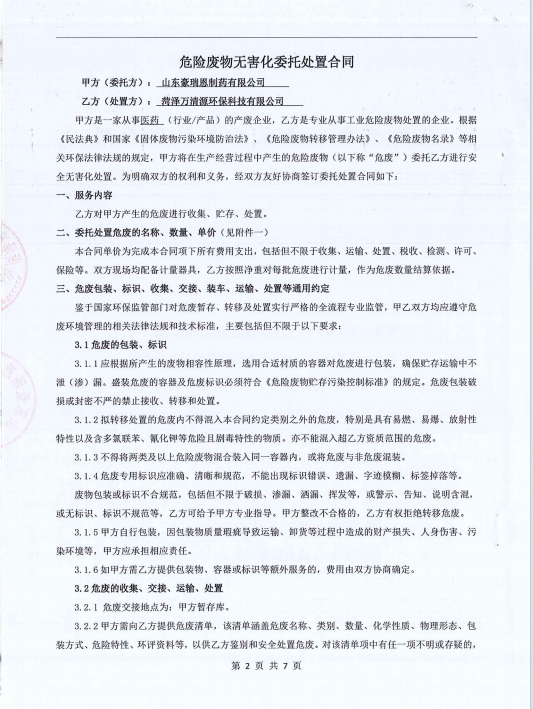 危险废物无害化委托处置合同
甲方（委托方）： 山东豪瑞恩制药有限公司
乙方（处置方）： 菏泽万清源环保科技有限公司
甲方是一家从事医药 （行业/产品）的产废企业，乙方是专业从事工业危险废物处置的企业。根据
《民法典》和国家《固体废物污染环境防治法》、《危险废物转移管理办法》、《危险废物名录》等相
关环保法律法规的规定，甲方将在生产经营过程中产生的危险废物（以下称“危废”）委托乙方进行安
全无害化处置。为明确双方的权利和义务，经双方友好协商签订委托处置合同如下：
一、服务内容
乙方对甲方产生的危废进行收集、贮存、处置。
二、委托处置危废的名称、数量、单价（见附件一）
本合同单价为完成本合同项下所有费用支出，包括但不限于收集、运输、处置、税收、检测、许可、
保险等。双方现场均配备计量器具，乙方按照净重对每批危废进行计量，作为危废数量结算依据。
三、危废包装、标识、收集、交接、装车、运输、处置等通用约定
鉴于国家环保监管部门对危废暂存、转移及处置实行严格的全流程专业监管，甲乙双方均应遵守危
废环境管理的相关法律法规和技术标准，主要包括但不限于以下要求：
3.1 危废的包装、标识
3.1.1 应根据所产生的废物相容性原理，选用合适材质的容器对危废进行包装，确保贮存运输中不
泄（渗）漏。盛装危废的容器及危废标识必须符合《危险废物贮存污染控制标准》的规定。危废包装破
损或封密不严的禁止接收、转移和处置。
3.1.2 拟转移处置的危废内不得混入本合同约定类别之外的危废，特别是具有易燃、易爆、放射性
特性以及含多氯联苯、氰化钾等危险且剧毒特性的物质。亦不能混入超乙方资质范围的危废。
3.1.3 不得将两类及以上危险废物混合装入同一容器内，或将危废与非危废混装。
3.1.4 危废专用标识应准确、清晰和规范，不能出现标识错误、遗漏、字迹模糊、标签掉落等。
废物包装或标识不合规范，包括但不限于破损、渗漏、洒漏、挥发等，或警示、告知、说明含混，
或无标识、标识不规范等，乙方可给予甲方专业指导。甲方整改不合格的，乙方有权拒绝转移危废。
3.1.5 甲方自行包装，因包装物质量瑕疵导致运输、卸货等过程中造成的财产损失、人身伤害、污
染环境等，甲方应承担相应责任。
3.1.6 如甲方需乙方提供包装物、容器或标识等额外服务的，费用由双方协商确定。
3.2 危废的收集、交接、运输、处置
3.2.1 危废交接地点为：甲方暂存库。
3.2.2 甲方需向乙方提供危废清单，该清单涵盖危废名称、类别、数量、化学性质、物理形态、包
装方式、危险特性、环评资料等，以供乙方鉴别和安全处置危废。对该清单项中有任一项不明或存疑的，
第 2 页 共 7 页